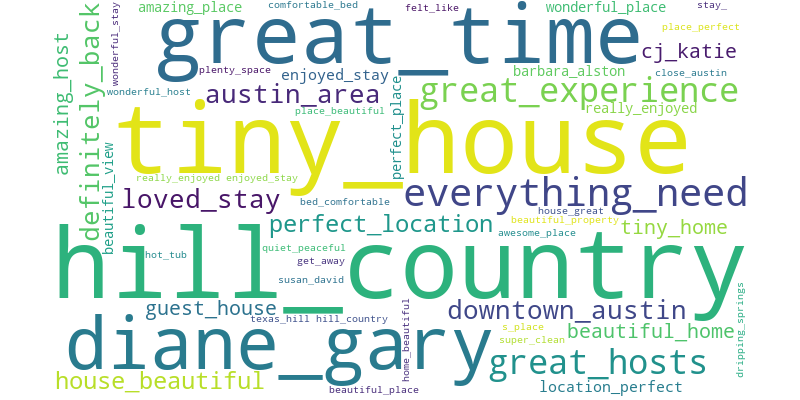 amazing_place
comfortable_bed
felt_like
wonderful_place
stay_
great_time
place_perfect
wonderful_stay
definitely_back
amazing_host
cj_katie
plenty_space
enjoyed_stay
barbara_alston
close_austin
wonderful_host
austin_area
great_experience
perfect_place
place_beautiful
really_enjoyed
tiny_house
beautiful_view
really_enjoyed enjoyed_stay
loved_stay
bed_comfortable
everything_need
house_great
perfect_location
beautiful_property
tiny_home
awesome_place
hill_country
quiet_peaceful
hot_tub
get_away
susan_david
dripping_springs
guest_house
home_beautiful
downtown_austin
texas_hill hill_country
diane_gary
s_place
beautiful_home
super_clean
great_hosts
house_beautiful
beautiful_place
location_perfect